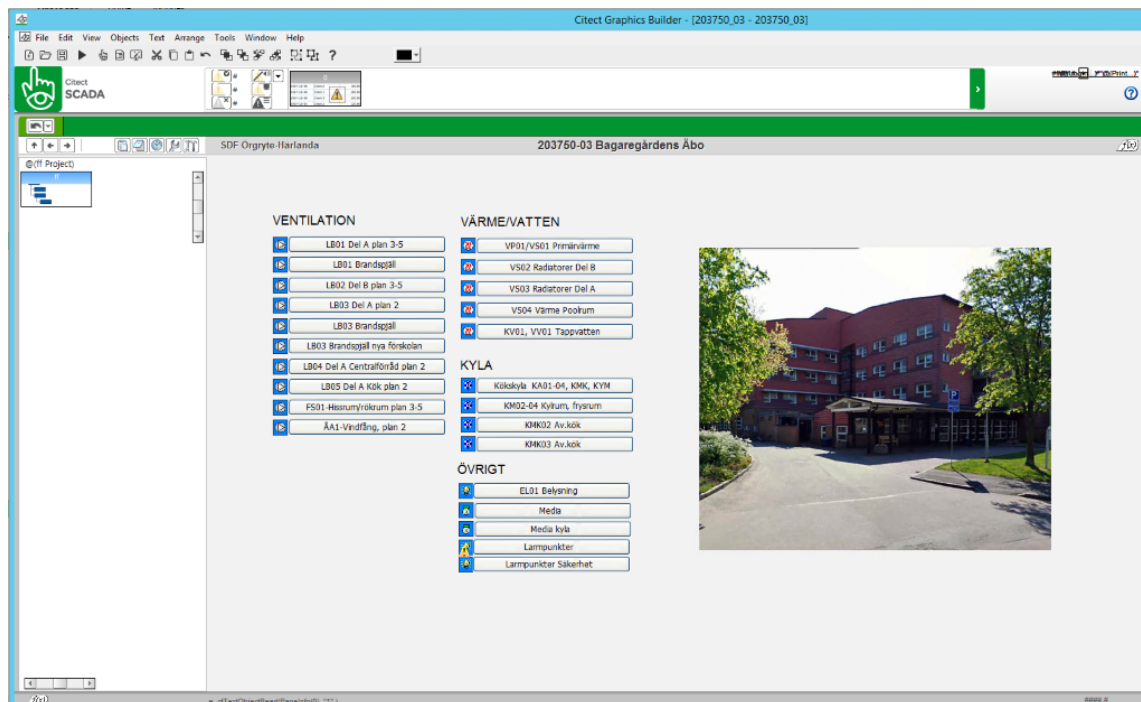 Citect Graphics Builder - [203750_03 - 203750_03]
File Edit View Objects Text Arrange Tools Window Help
Citect
SCADA
SDF Orgryte-Harlanda
203750-03 Bagaregårdens Äbo
f(x)
@(ff Project)
ff
VENTILATION
LB01 Del A plan 3-5
LB01 Brandspjäll
LB02 Del B plan 3-5
LB03 Del A plan 2
LB03 Brandspjäll
LB03 Brandspjäll nya förskolan
LB04 Del A Centralförråd plan 2
LB05 Del A Kök plan 2
FS01-Hissrum/rökrum plan 3-5
ÅA1-Vindfång, plan 2
VÄRME/VATTEN
VP01/VS01 Primärvärme
VS02 Radiatorer Del B
VS03 Radiatorer Del A
VS04 Värme Poolrum
KV01, VV01 Tappvatten
KYLA
Kökskyla KA01-04, KMK, KYM
KM02-04 Kylrum, frysrum
KMK02 Av.kök
KMK03 Av.kök
ÖVRIGT
EL01 Belysning
Media
Media kyla
Larmpunkter
Larmpunkter Säkerhet
P
f(x)